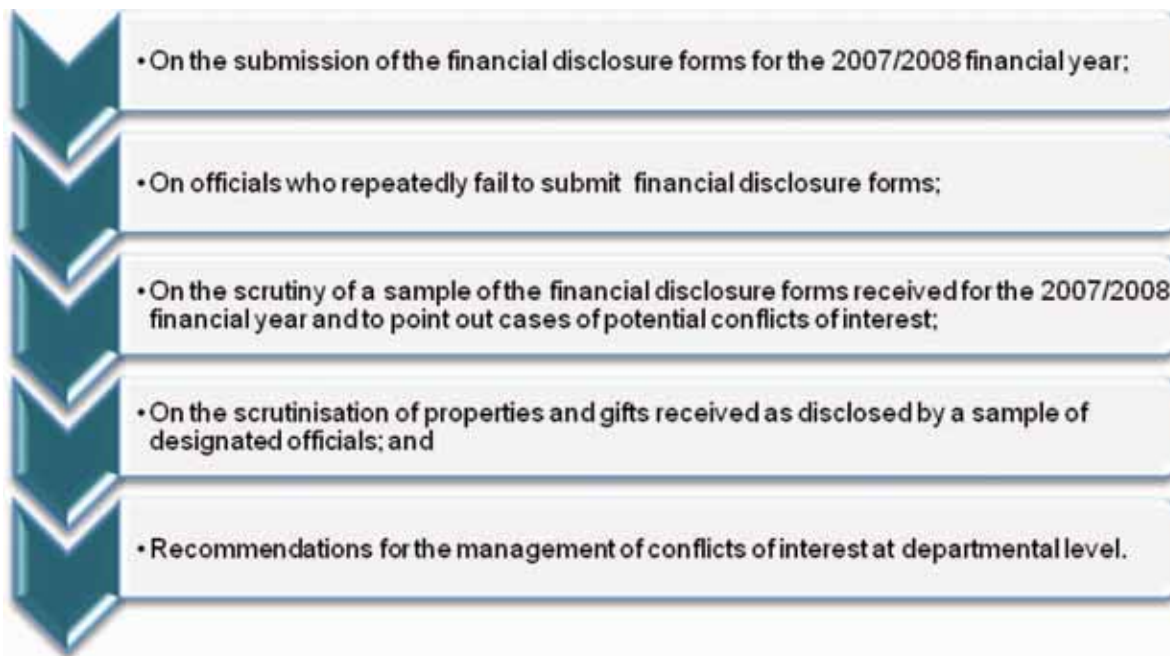 • On the submission of the financial disclosure forms for the 2007/2008 financial year;
• On officials who repeatedly fail to submit financial disclosure forms;
• On the scrutiny of a sample of the financial disclosure forms received for the 2007/2008
financial year and to point out cases of potential conflicts of interest;
• On the scrutinisation of properties and gifts received as disclosed by a sample of
designated officials; and
• Recommendations for the management of conflicts of interest at departmental level.